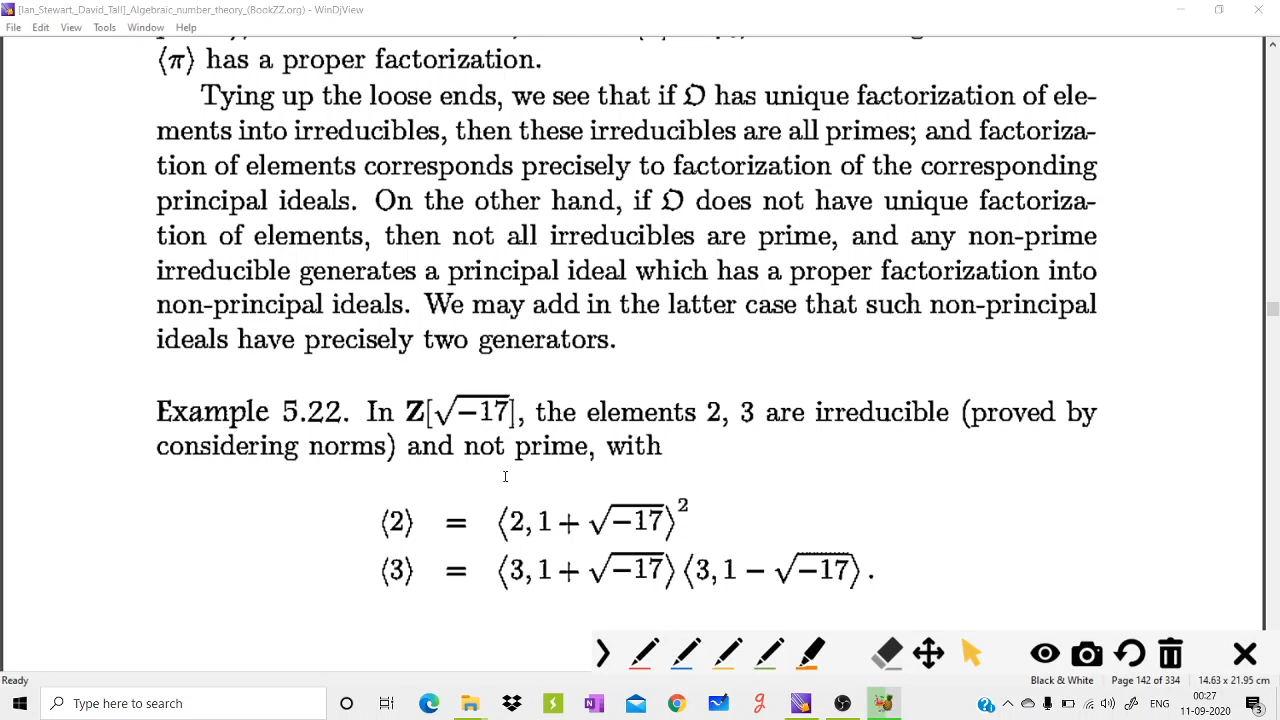 [Ian_Stewart,_David_Tall]_Algebraic_number_theory_(BookZZ.org) - WinDjView
File Edit View Tools Window Help
⟨π⟩ has a proper factorization.
Tying up the loose ends, we see that if 𝔒 has unique factorization of ele-
ments into irreducibles, then these irreducibles are all primes; and factoriza-
tion of elements corresponds precisely to factorization of the corresponding
principal ideals. On the other hand, if 𝔒 does not have unique factoriza-
tion of elements, then not all irreducibles are prime, and any non-prime
irreducible generates a principal ideal which has a proper factorization into
non-principal ideals. We may add in the latter case that such non-principal
ideals have precisely two generators.
Example 5.22. In Z[√−17], the elements 2, 3 are irreducible (proved by
considering norms) and not prime, with
⟨2⟩ = ⟨2, 1 + √−17⟩²
⟨3⟩ = ⟨3, 1 + √−17⟩ ⟨3, 1 − √−17⟩.
Ready
Black & White Page 142 of 334 14.63 x 21.95 cm
Type here to search
ENG
00:27
11-09-2020
3